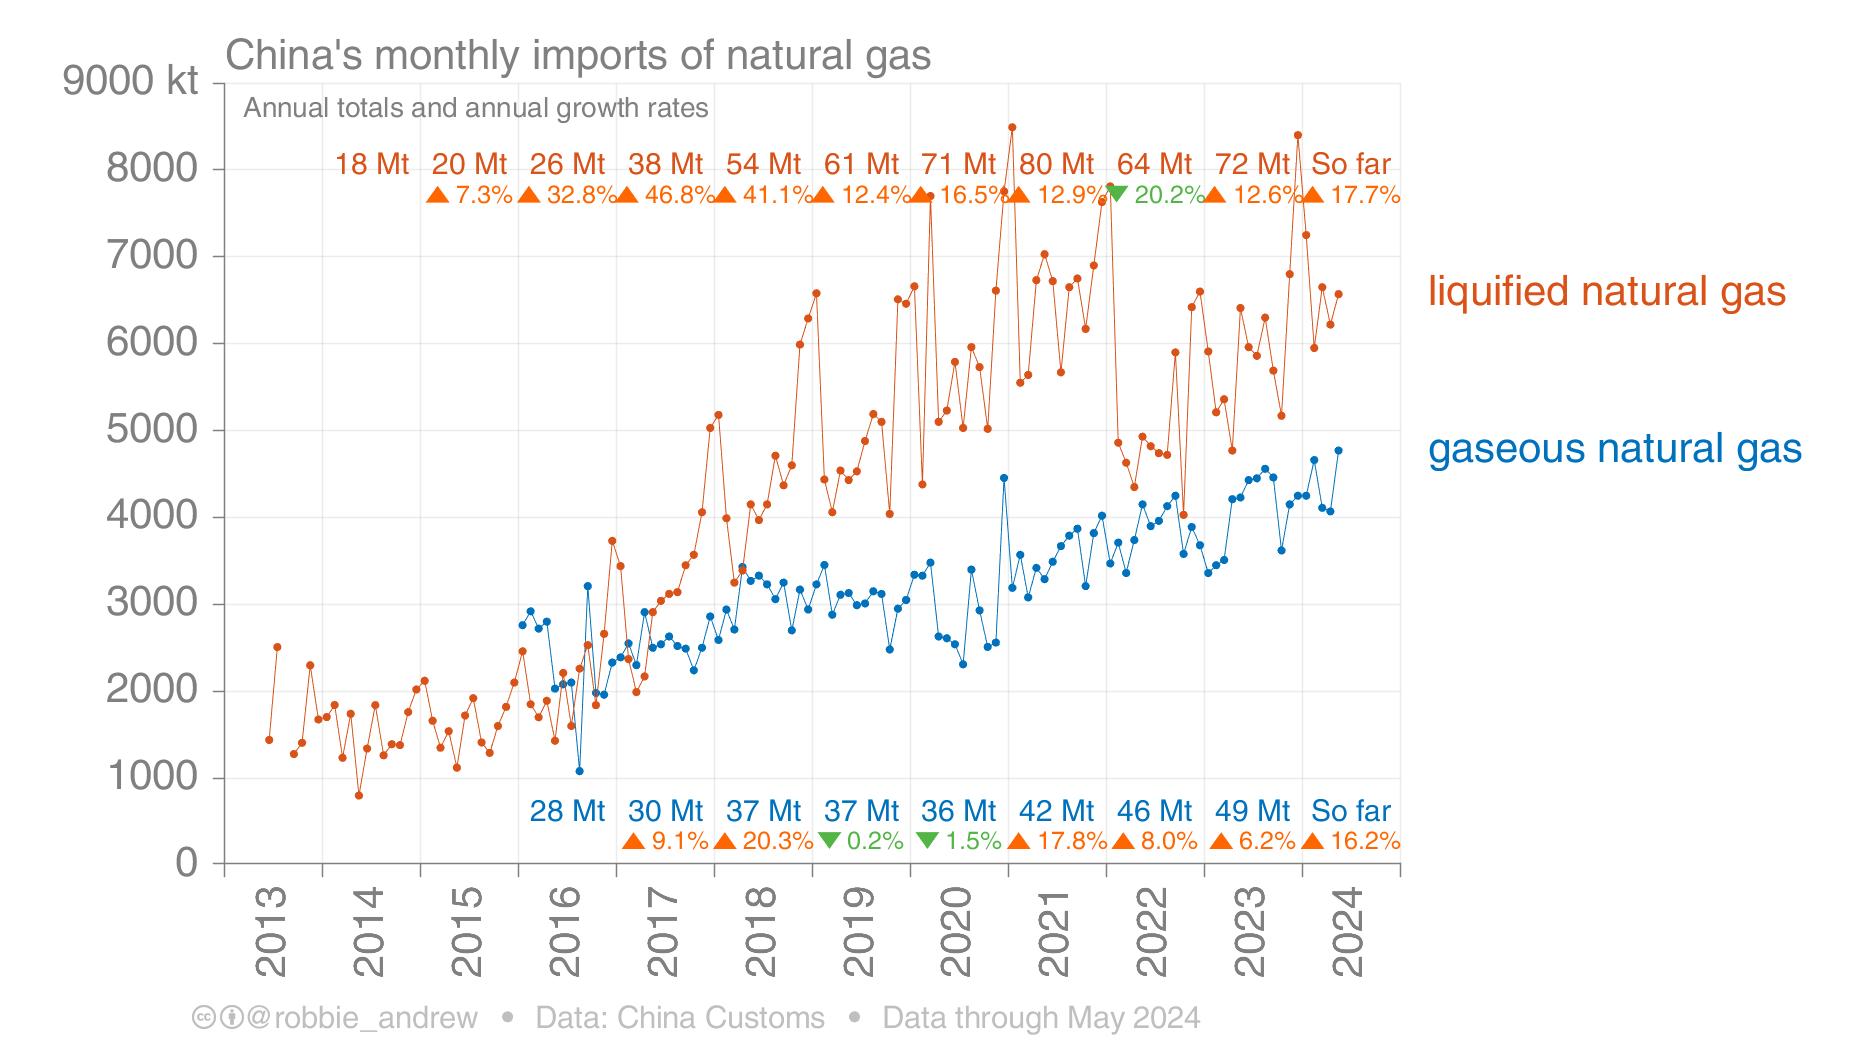 China's monthly imports of natural gas
9000 kt
Annual totals and annual growth rates
18 Mt 20 Mt 26 Mt 38 Mt 54 Mt 61 Mt 71 Mt 80 Mt 64 Mt 72 Mt So far
8000
▲ 7.3% ▲ 32.8% ▲ 46.8% ▲ 41.1% ▲ 12.4% ▲ 16.5% ▲ 12.9% ▼ 20.2% ▲ 12.6% ▲ 17.7%
7000
liquified natural gas
6000
5000
gaseous natural gas
4000
3000
2000
1000
28 Mt 30 Mt 37 Mt 37 Mt 36 Mt 42 Mt 46 Mt 49 Mt So far
▲ 9.1% ▲ 20.3% ▼ 0.2% ▼ 1.5% ▲ 17.8% ▲ 8.0% ▲ 6.2% ▲ 16.2%
0
2013 2014 2015 2016 2017 2018 2019 2020 2021 2022 2023 2024
@robbie_andrew • Data: China Customs • Data through May 2024